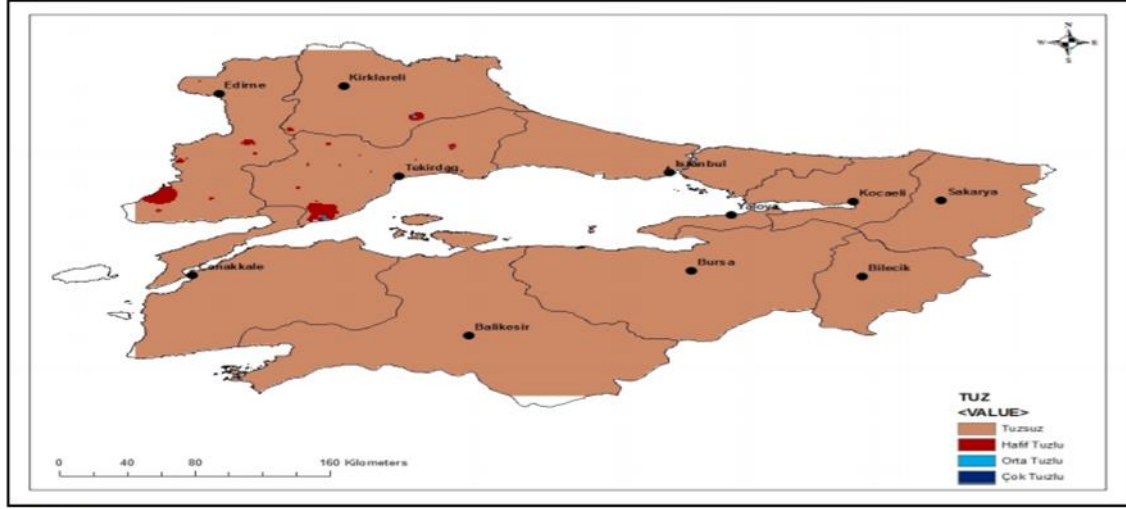 N
W E
S
Kirklareli
Edirne
Tekirdag
Istanbul
Kocaeli
Sakarya
Yalova
Canakkale
Bursa
Bilecik
Balikesir
TUZ
<VALUE>
Tuzsuz
Hafif Tuzlu
Orta Tuzlu
Çok Tuızlu
0 40 80 160 Kilometers